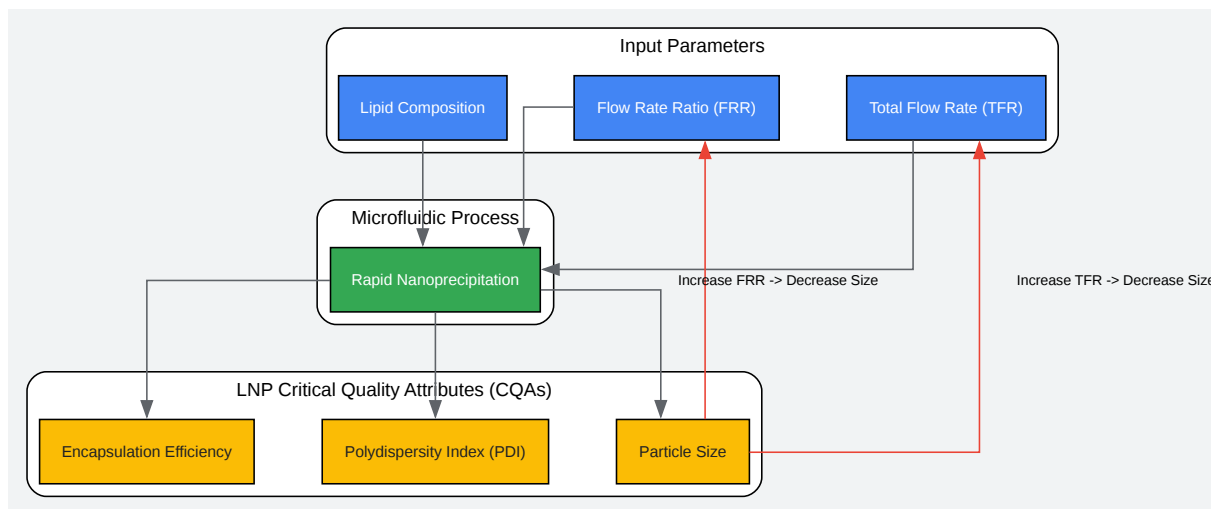 Input Parameters
Lipid Composition
Flow Rate Ratio (FRR)
Total Flow Rate (TFR)
Microfluidic Process
Rapid Nanoprecipitation
Increase FRR -> Decrease Size
Increase TFR -> Decrease Size
LNP Critical Quality Attributes (CQAs)
Encapsulation Efficiency
Polydispersity Index (PDI)
Particle Size